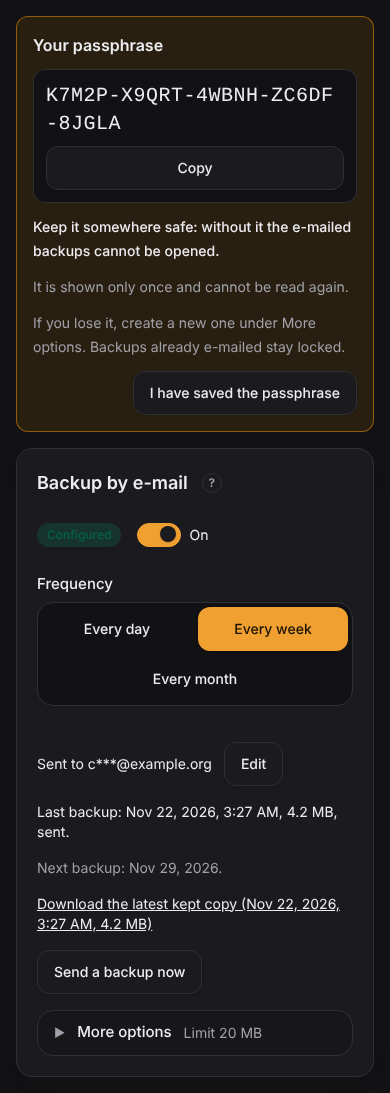 Your passphrase
K7M2P-X9QRT-4WBNH-ZC6DF
-8JGLA
Copy
Keep it somewhere safe: without it the e-mailed
backups cannot be opened.
It is shown only once and cannot be read again.
If you lose it, create a new one under More
options. Backups already e-mailed stay locked.
I have saved the passphrase
Backup by e-mail ?
Configured On
Frequency
Every day Every week
Every month
Sent to c***@example.org Edit
Last backup: Nov 22, 2026, 3:27 AM, 4.2 MB,
sent.
Next backup: Nov 29, 2026.
Download the latest kept copy (Nov 22, 2026,
3:27 AM, 4.2 MB)
Send a backup now
More options Limit 20 MB